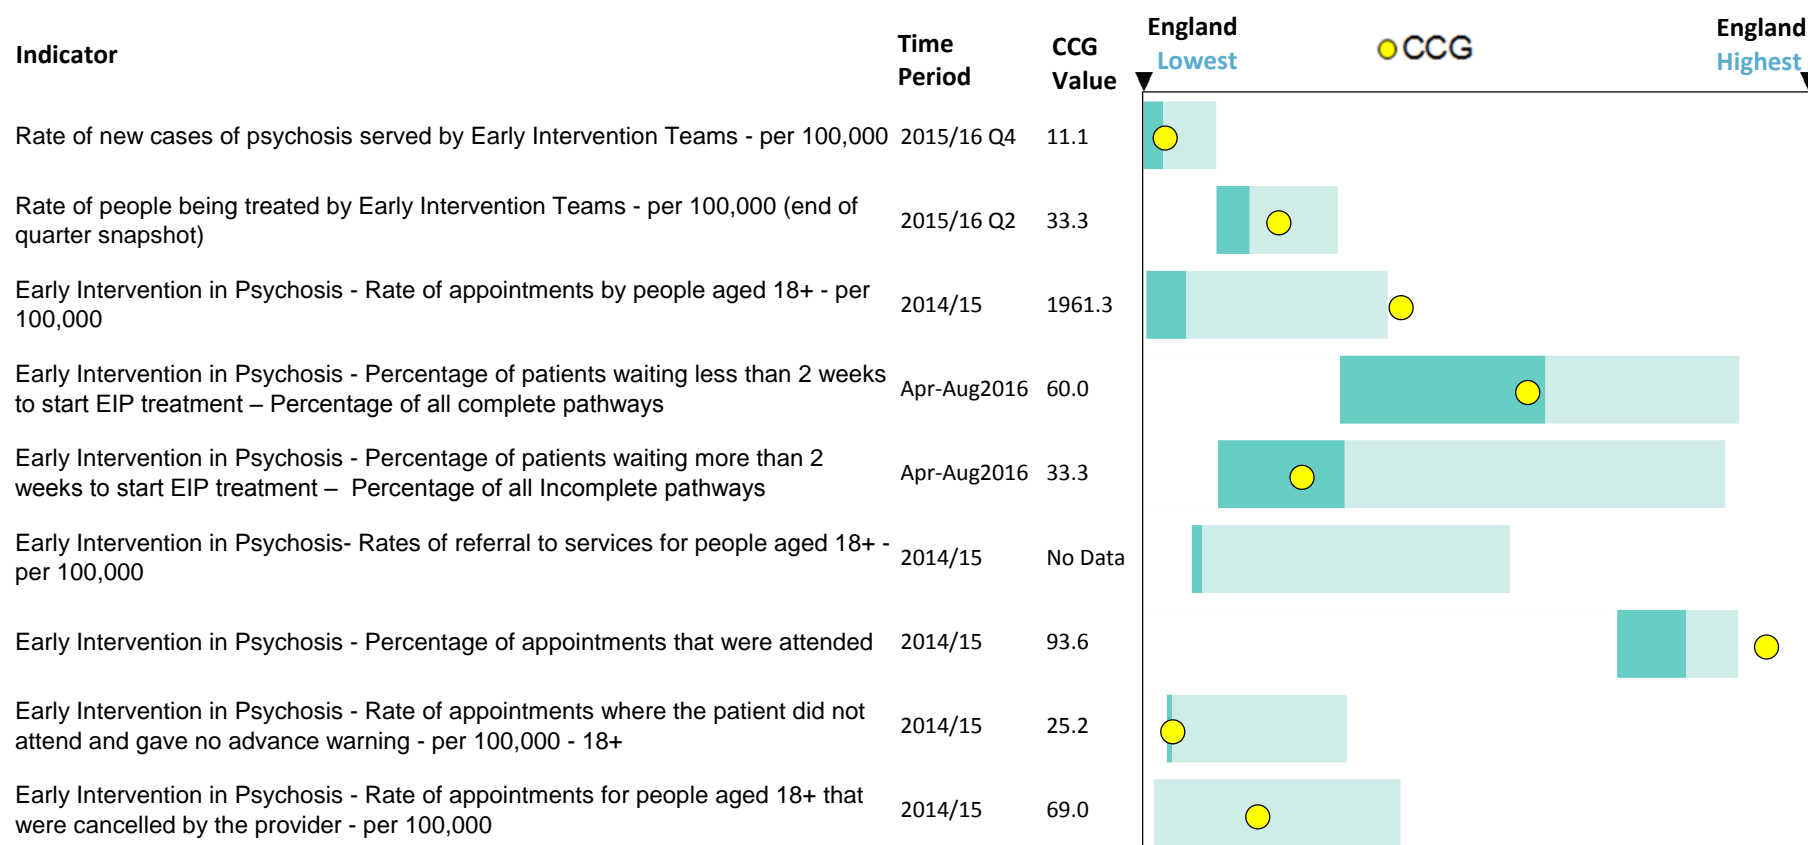 Indicator
Time
Period
CCG
Value
England
Lowest
CCG
England
Highest
Rate of new cases of psychosis served by Early Intervention Teams - per 100,000 2015/16 Q4 11.1
Rate of people being treated by Early Intervention Teams - per 100,000 (end of
quarter snapshot)
2015/16 Q2 33.3
Early Intervention in Psychosis - Rate of appointments by people aged 18+ - per
100,000
2014/15 1961.3
Early Intervention in Psychosis - Percentage of patients waiting less than 2 weeks
to start EIP treatment – Percentage of all complete pathways
Apr-Aug2016 60.0
Early Intervention in Psychosis - Percentage of patients waiting more than 2
weeks to start EIP treatment –  Percentage of all Incomplete pathways
Apr-Aug2016 33.3
Early Intervention in Psychosis- Rates of referral to services for people aged 18+ -
per 100,000
2014/15 No Data
Early Intervention in Psychosis - Percentage of appointments that were attended 2014/15 93.6
Early Intervention in Psychosis - Rate of appointments where the patient did not
attend and gave no advance warning - per 100,000 - 18+
2014/15 25.2
Early Intervention in Psychosis - Rate of appointments for people aged 18+ that
were cancelled by the provider - per 100,000
2014/15 69.0